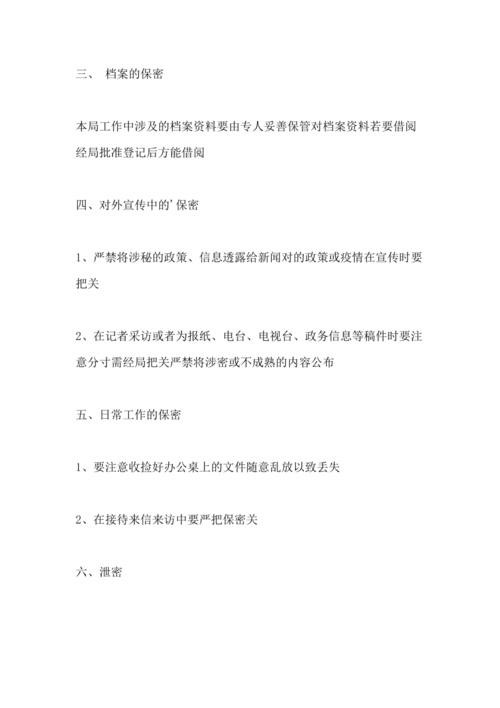 三、 档案的保密
本局工作中涉及的档案资料要由专人妥善保管对档案资料若要借阅
经局批准登记后方能借阅
四、对外宣传中的'保密
1、严禁将涉秘的政策、信息透露给新闻对的政策或疫情在宣传时要
把关
2、在记者采访或者为报纸、电台、电视台、政务信息等稿件时要注
意分寸需经局把关严禁将涉密或不成熟的内容公布
五、日常工作的保密
1、要注意收捡好办公桌上的文件随意乱放以致丢失
2、在接待来信来访中要严把保密关
六、泄密